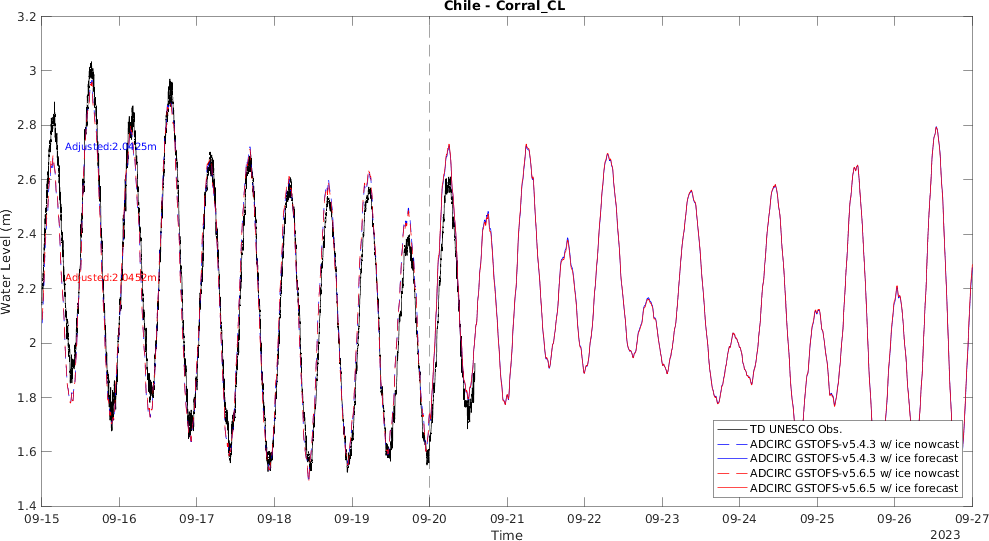 Chile - Corral_CL
3.2
3
2.8
2.6
2.4
2.2
2
1.8
1.6
1.4
Water Level (m)
Adjusted:2.0425m
Adjusted:2.0452m
TD UNESCO Obs.
ADCIRC GSTOFS-v5.4.3 w/ ice nowcast
ADCIRC GSTOFS-v5.4.3 w/ ice forecast
ADCIRC GSTOFS-v5.6.5 w/ ice nowcast
ADCIRC GSTOFS-v5.6.5 w/ ice forecast
09-15 09-16 09-17 09-18 09-19 09-20 09-21 09-22 09-23 09-24 09-25 09-26 09-27
Time
2023